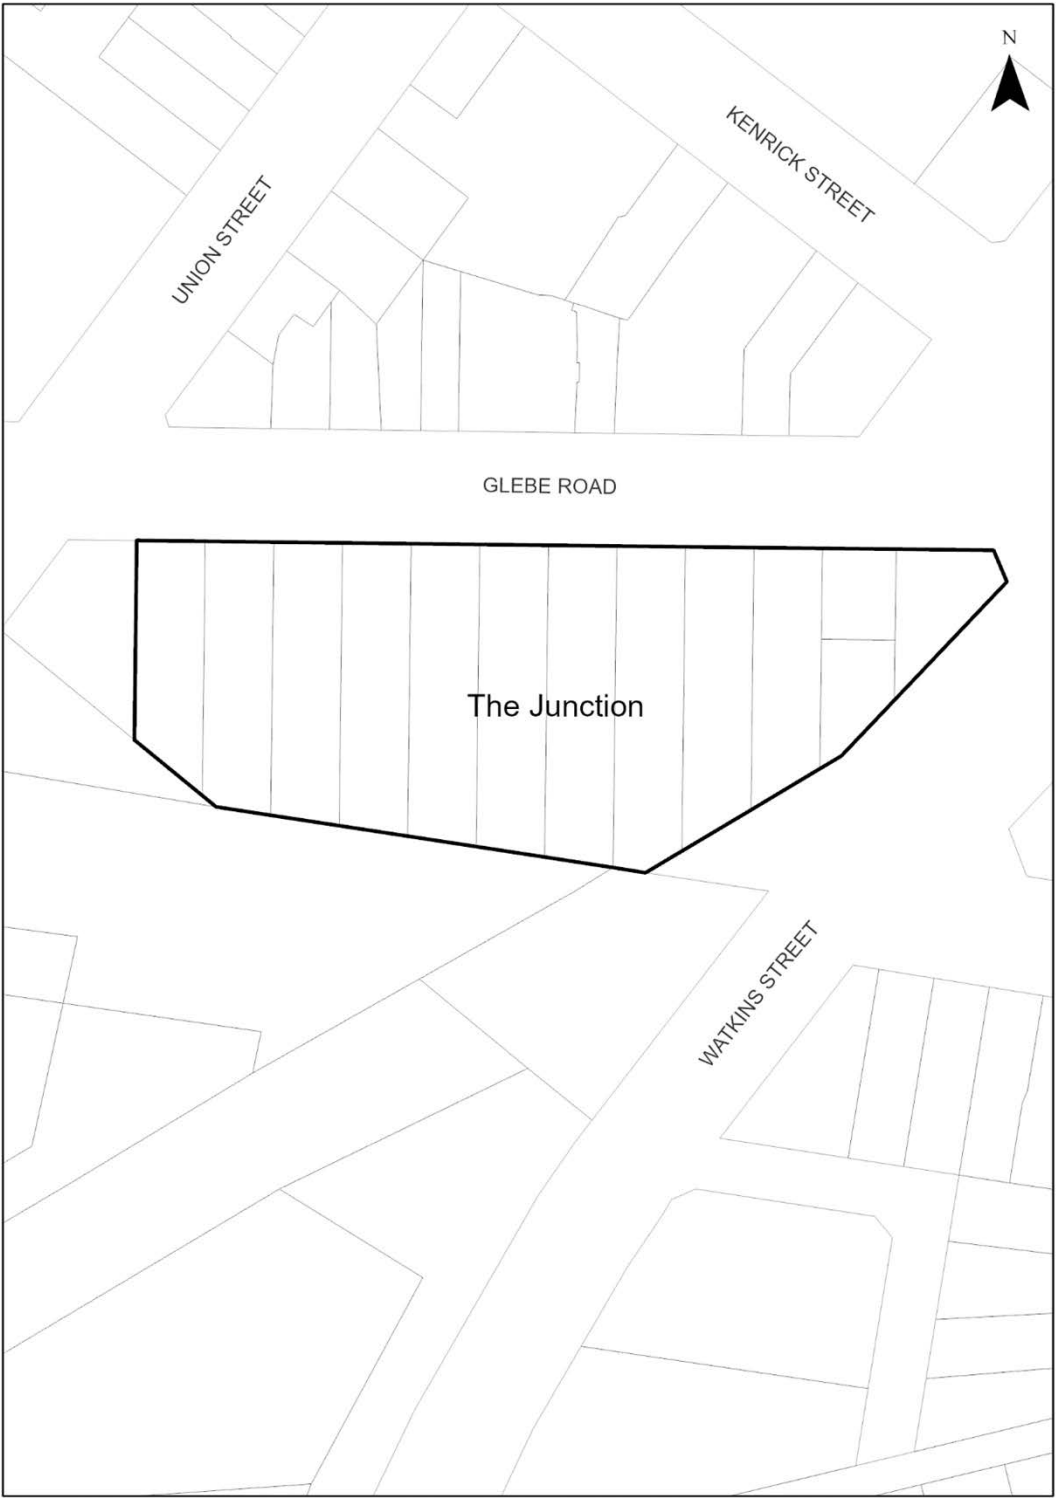 N
KENRICK STREET
UNION STREET
GLEBE ROAD
The Junction
WATKINS STREET